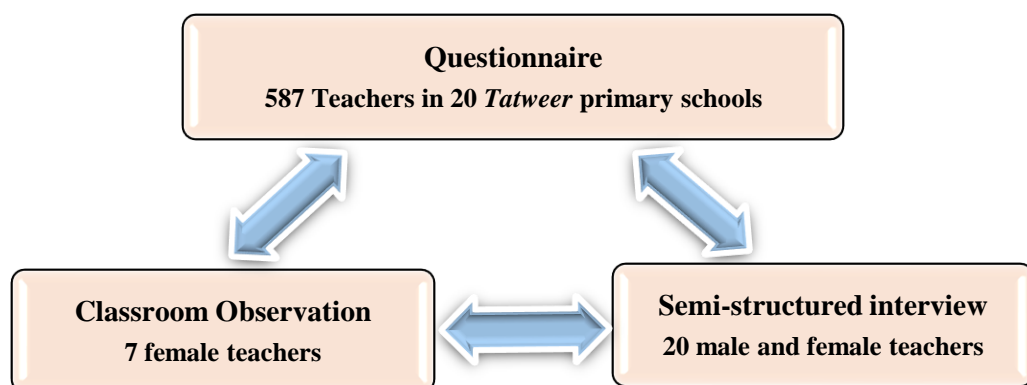 Questionnaire
587 Teachers in 20 Tatweer primary schools
Classroom Observation
7 female teachers
Semi-structured interview
20 male and female teachers